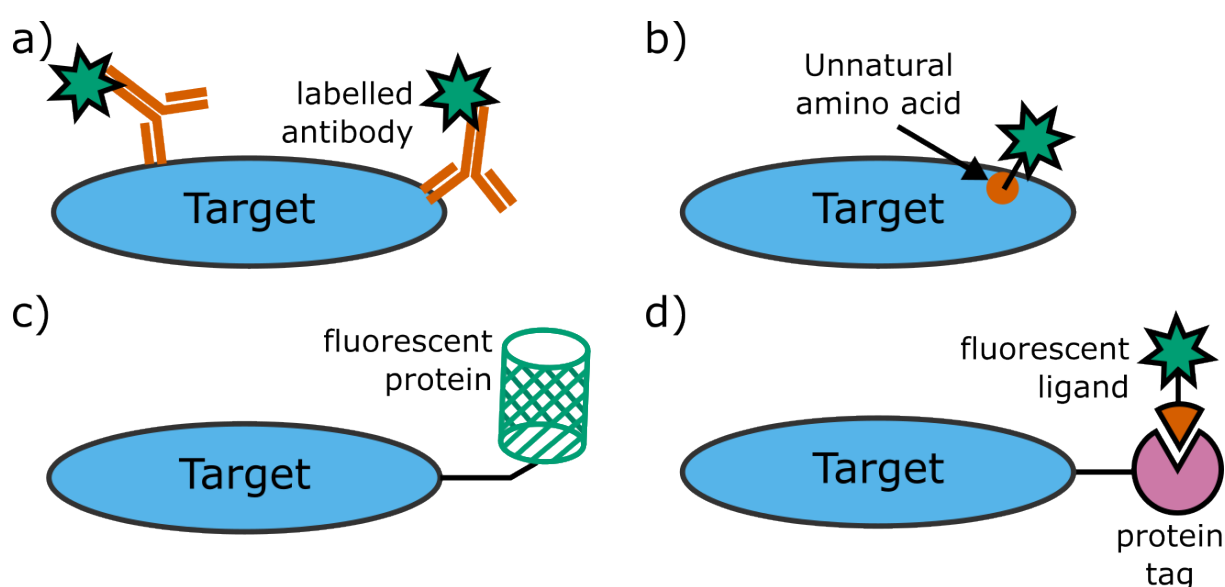 a)
labelled
antibody
Target
b)
Unnatural
amino acid
Target
c)
fluorescent
protein
Target
d)
fluorescent
ligand
Target
protein
tag